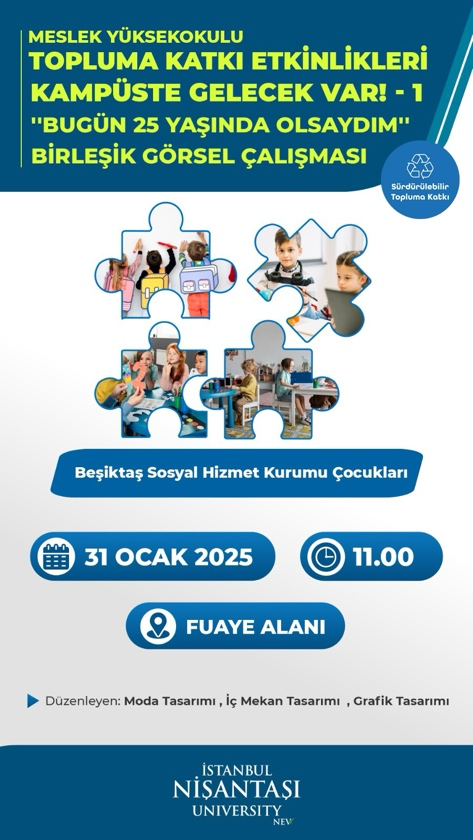 MESLEK YÜKSEKOKULU
TOPLUMA KATKI ETKİNLİKLERİ
KAMPÜSTE GELECEK VAR! - 1
''BUGÜN 25 YAŞINDA OLSAYDIM''
BİRLEŞİK GÖRSEL ÇALIŞMASI
Sürdürülebilir
Topluma Katkı
Beşiktaş Sosyal Hizmet Kurumu Çocukları
31 OCAK 2025
11.00
FUAYE ALANI
Düzenleyen: Moda Tasarımı , İç Mekan Tasarımı , Grafik Tasarımı
İSTANBUL
NİŞANTAŞI
UNIVERSITY
NEV